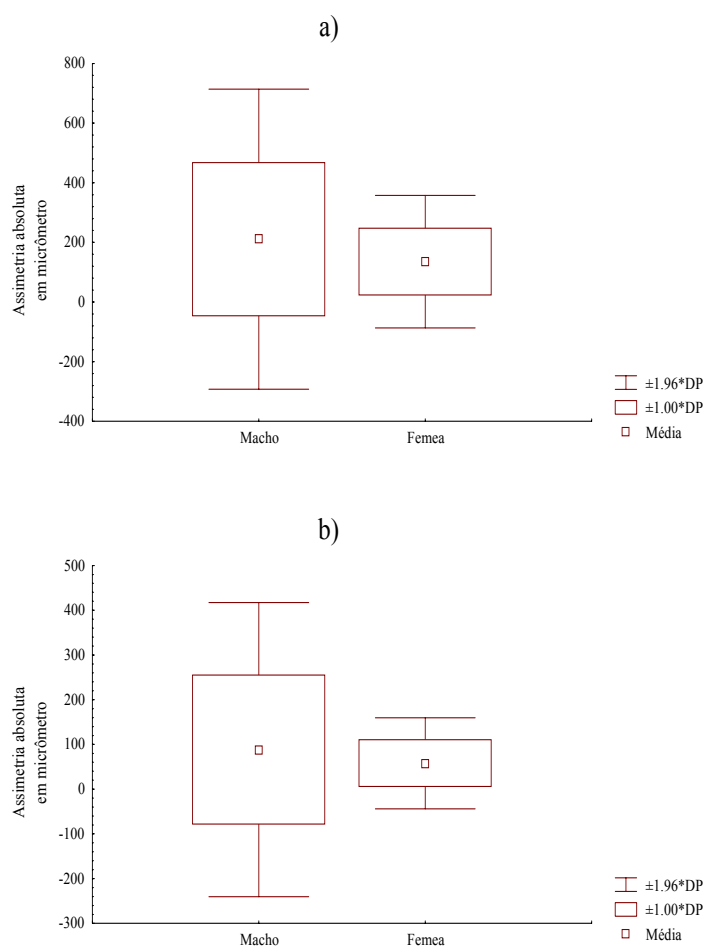 a)
800
600
400
200
0
-200
-400
Assimetria absoluta
em micrômetro
Macho
Femea
±1.96*DP
±1.00*DP
Média
b)
500
400
300
200
100
0
-100
-200
-300
Assimetria absoluta
em micrômetro
Macho
Femea
±1.96*DP
±1.00*DP
Média